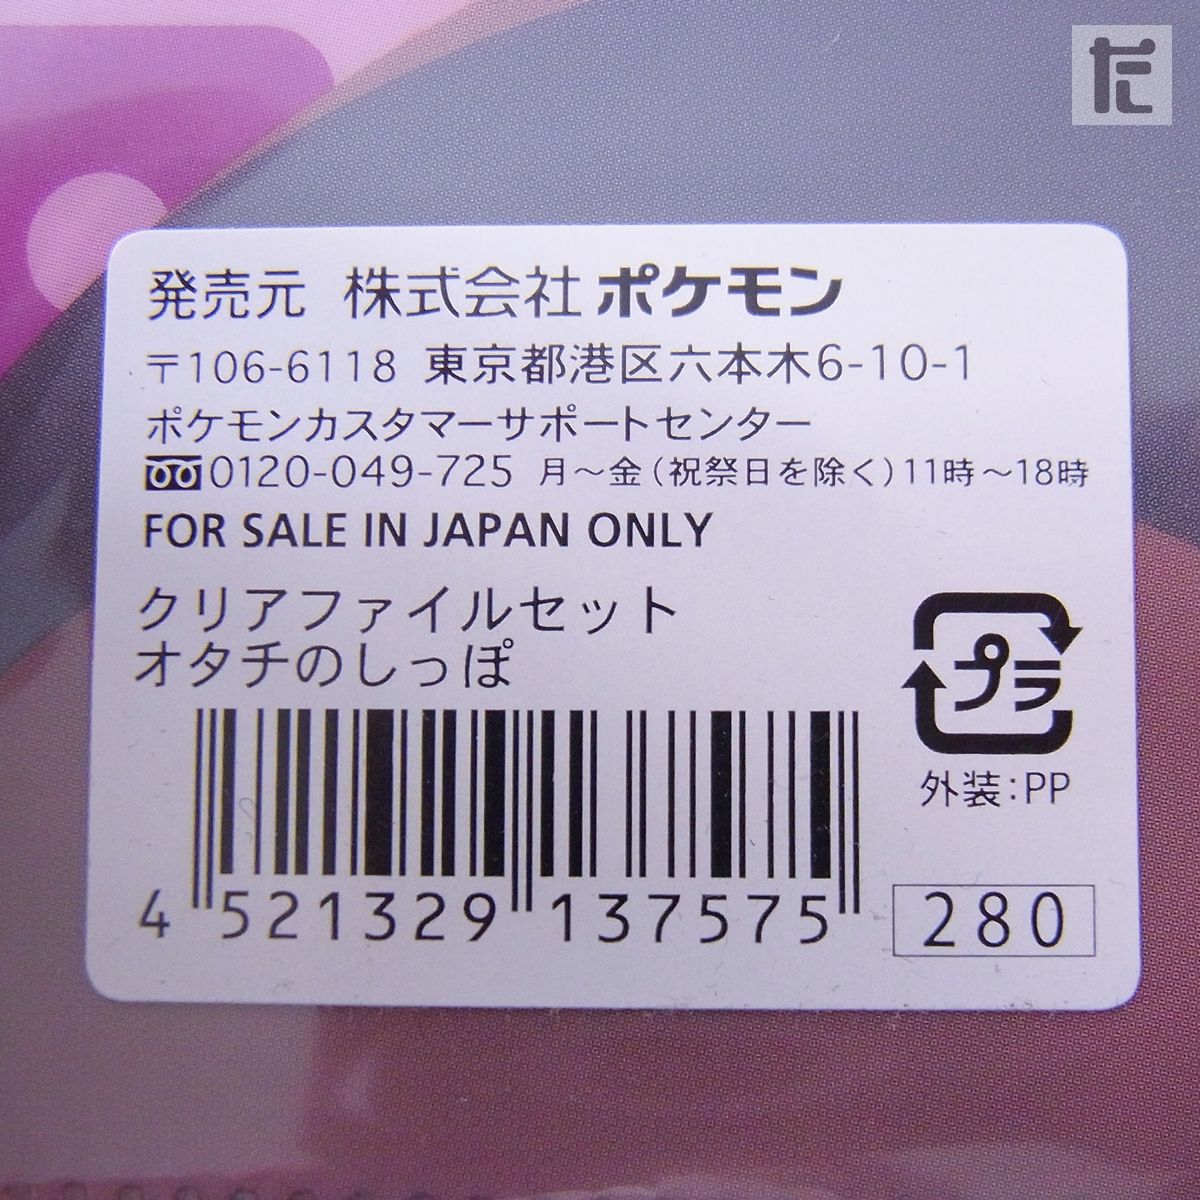 発売元 株式会社ポケモン
〒106-6118 東京都港区六本木6-10-1
ポケモンカスタマーサポートセンター
0120-049-725 月〜金(祝祭日を除く)11時〜18時
FOR SALE IN JAPAN ONLY
クリアファイルセット
オタチのしっぽ
プラ
外装:PP
4 521329 137575
280